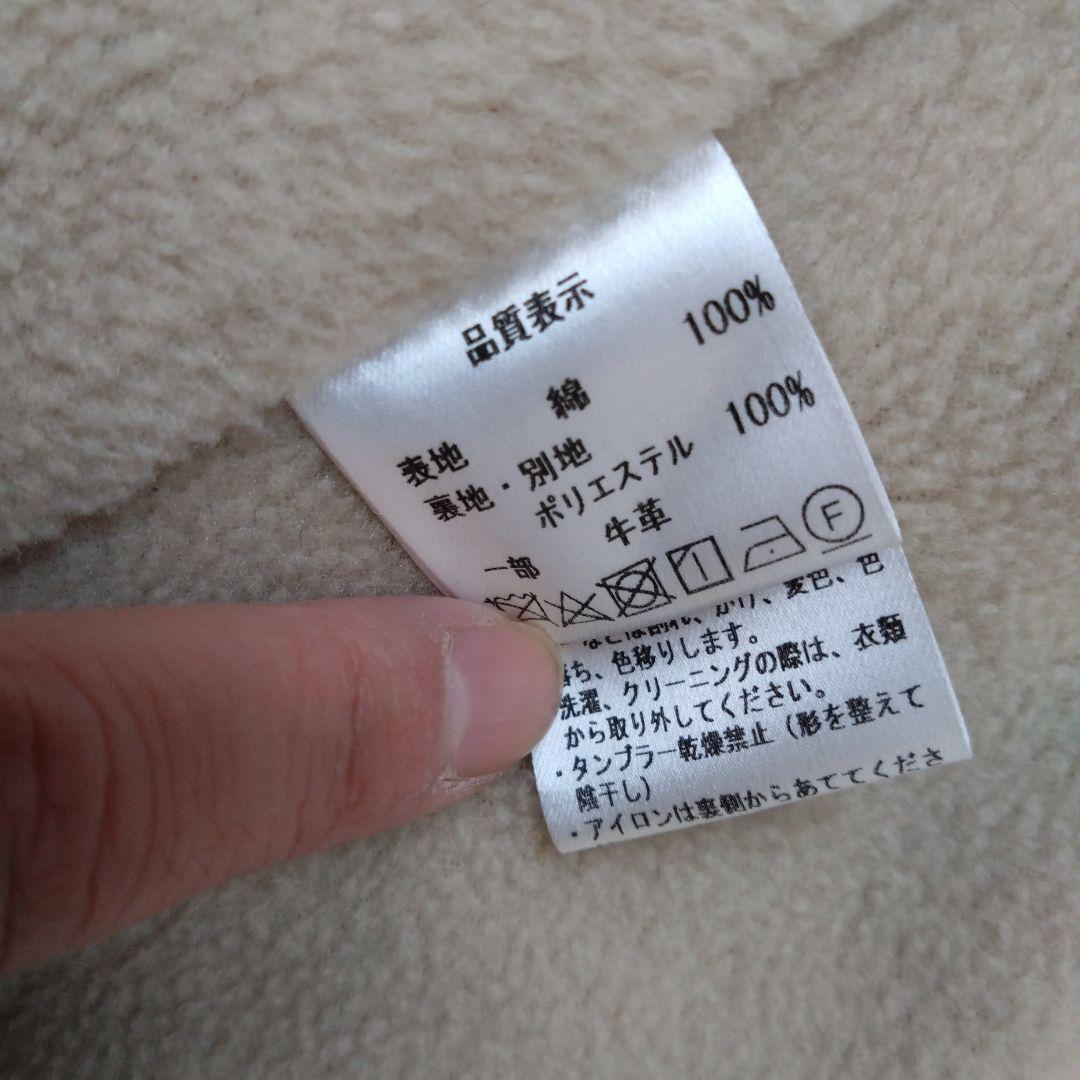 品質表示
表地 綿 100%
裏地・別地
ポリエステル 100%
一部 牛革
F
変色、色
落ち、色移りします。
洗濯、クリーニングの際は、衣類
から取り外してください。
・タンブラー乾燥禁止（形を整えて
陰干し）
・アイロンは裏側からあててくださ